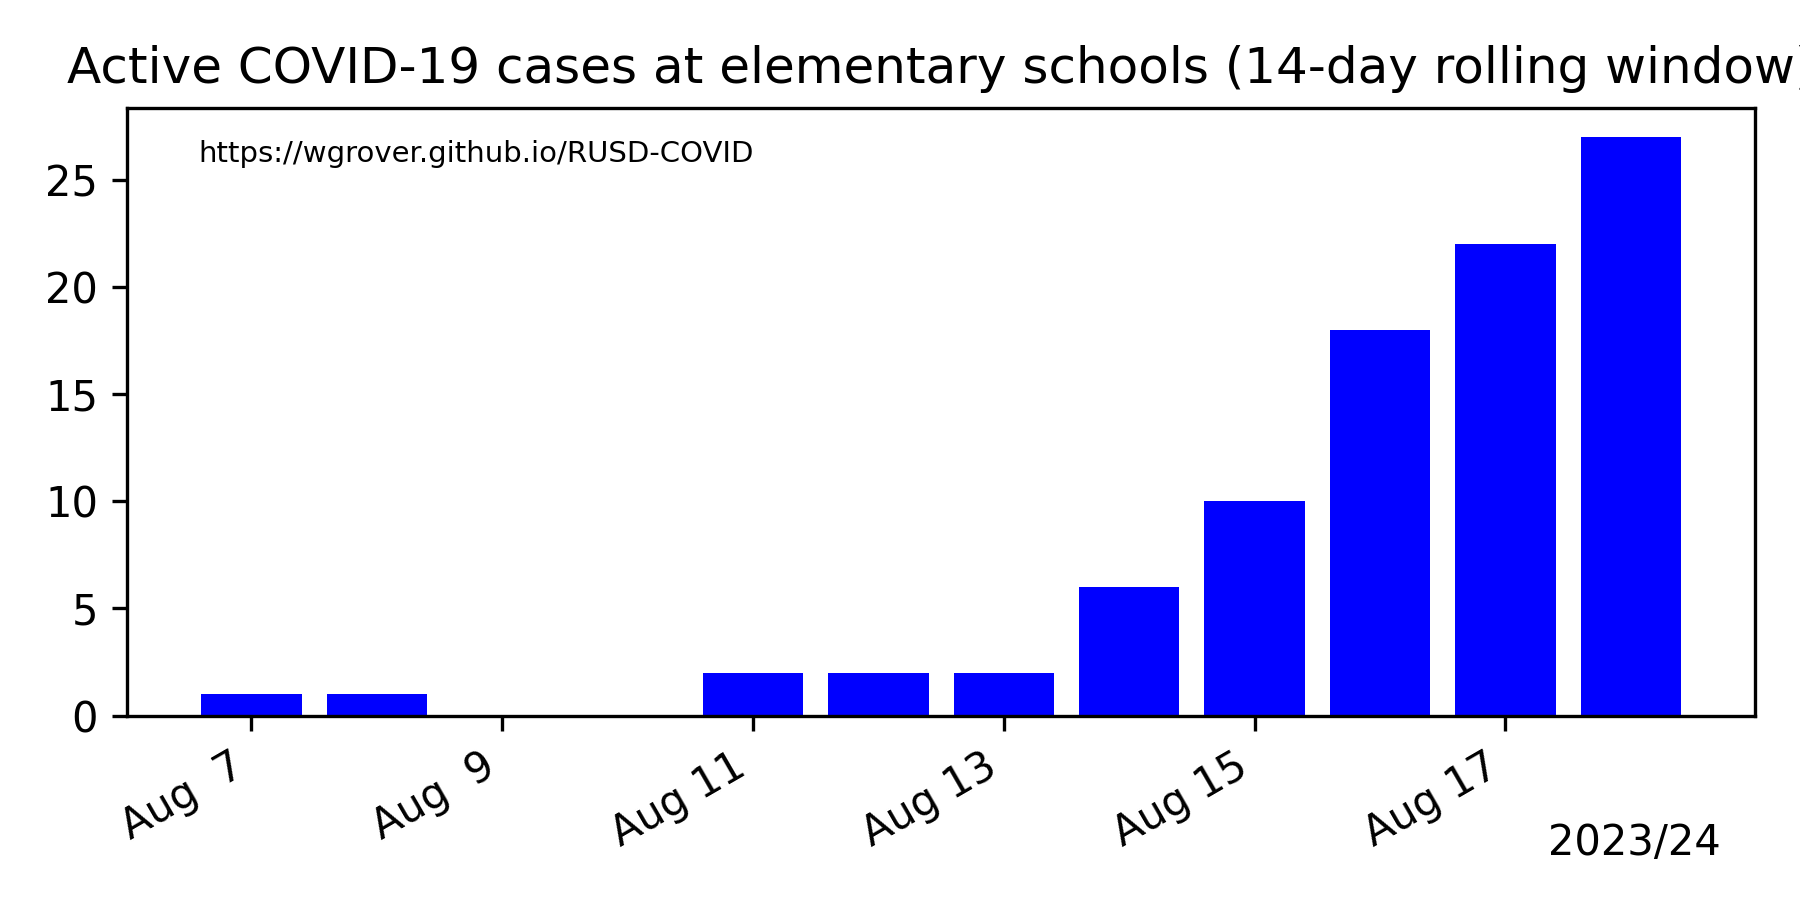 Active COVID-19 cases at elementary schools (14-day rolling window)
https://wgrover.github.io/RUSD-COVID
25
20
15
10
5
0
Aug 7
Aug 9
Aug 11
Aug 13
Aug 15
Aug 17
2023/24